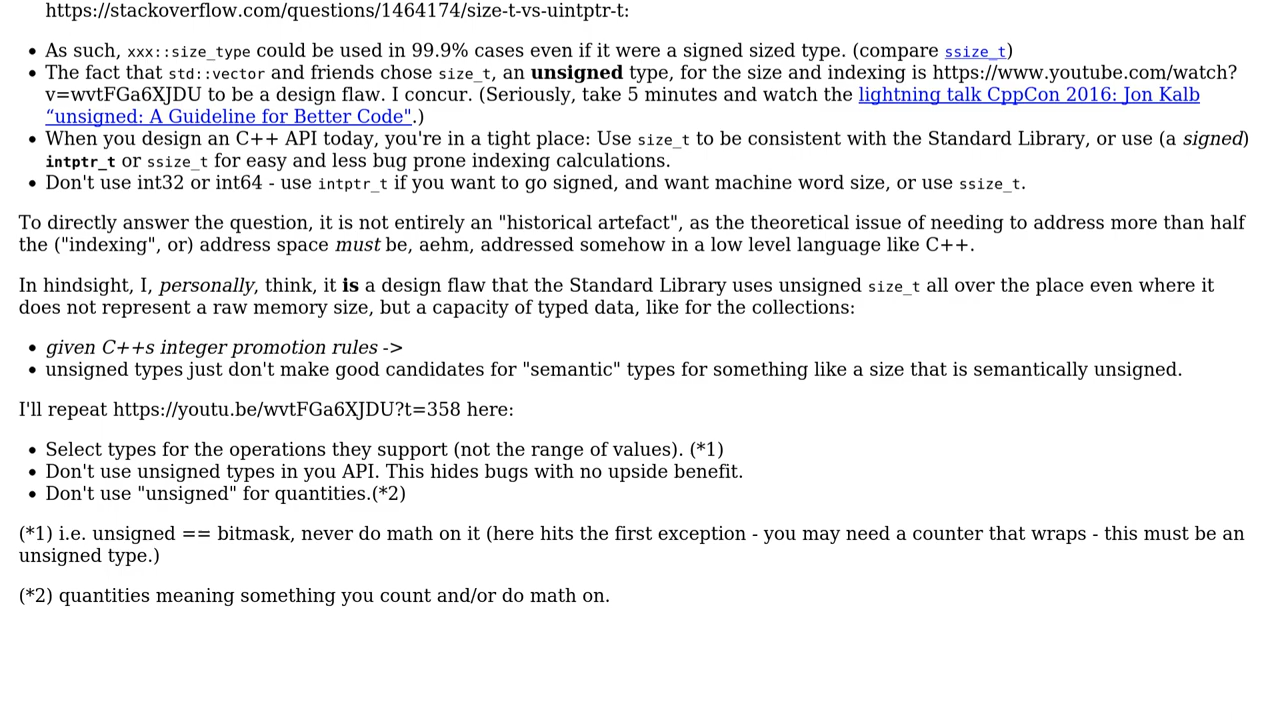 https://stackoverflow.com/questions/1464174/size-t-vs-uintptr-t:
• As such, xxx::size_type could be used in 99.9% cases even if it were a signed sized type. (compare ssize_t)
• The fact that std::vector and friends chose size_t, an unsigned type, for the size and indexing is https://www.youtube.com/watch?
v=wvtFGa6XJDU to be a design flaw. I concur. (Seriously, take 5 minutes and watch the lightning talk CppCon 2016: Jon Kalb
“unsigned: A Guideline for Better Code".)
• When you design an C++ API today, you're in a tight place: Use size_t to be consistent with the Standard Library, or use (a signed)
intptr_t or ssize_t for easy and less bug prone indexing calculations.
• Don't use int32 or int64 - use intptr_t if you want to go signed, and want machine word size, or use ssize_t.
To directly answer the question, it is not entirely an "historical artefact", as the theoretical issue of needing to address more than half
the ("indexing", or) address space must be, aehm, addressed somehow in a low level language like C++.
In hindsight, I, personally, think, it is a design flaw that the Standard Library uses unsigned size_t all over the place even where it
does not represent a raw memory size, but a capacity of typed data, like for the collections:
• given C++s integer promotion rules ->
• unsigned types just don't make good candidates for "semantic" types for something like a size that is semantically unsigned.
I'll repeat https://youtu.be/wvtFGa6XJDU?t=358 here:
• Select types for the operations they support (not the range of values). (*1)
• Don't use unsigned types in you API. This hides bugs with no upside benefit.
• Don't use "unsigned" for quantities.(*2)
(*1) i.e. unsigned == bitmask, never do math on it (here hits the first exception - you may need a counter that wraps - this must be an
unsigned type.)
(*2) quantities meaning something you count and/or do math on.